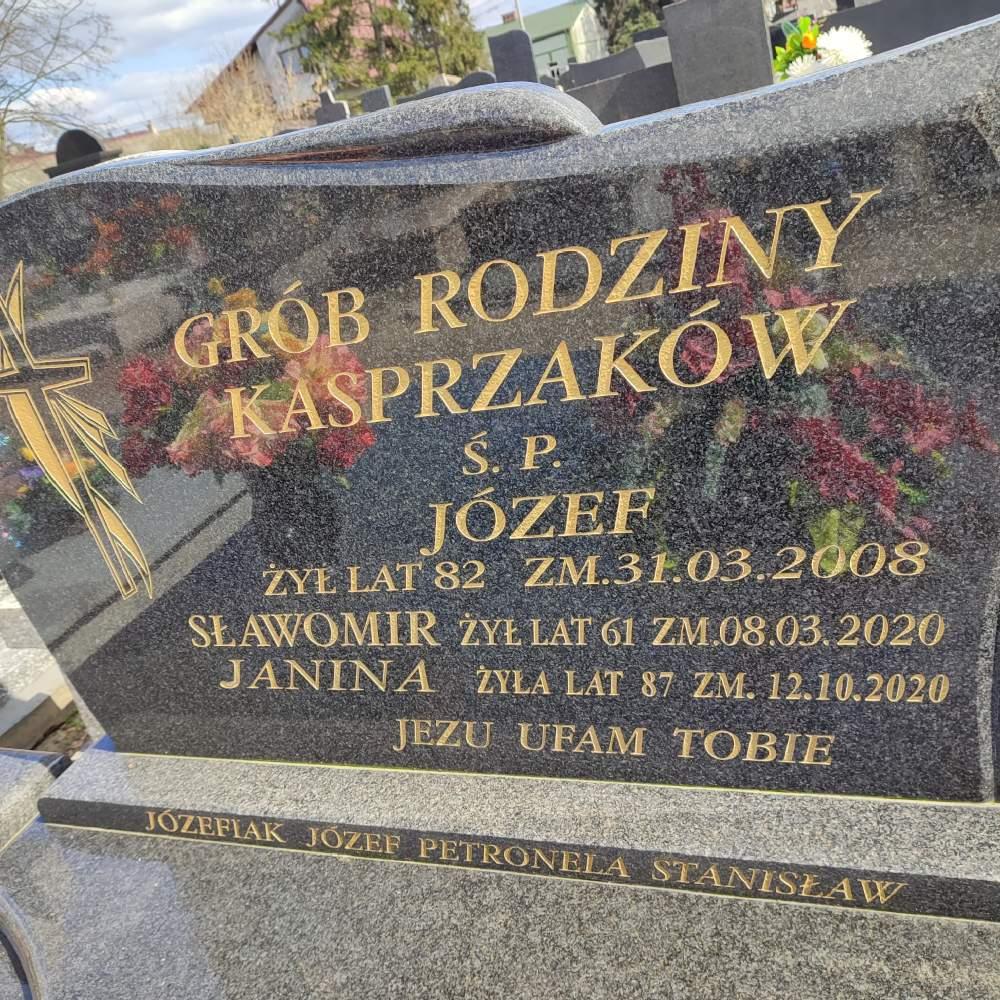 GRÓB RODZINY
KASPRZAKÓW
Ś. P.
JÓZEF
ŻYŁ LAT 82 ZM.31.03.2008
SŁAWOMIR ŻYŁ LAT 61 ZM.08.03.2020
JANINA ŻYŁA LAT 87 ZM. 12.10.2020
JEZU UFAM TOBIE
JÓZEFIAK JÓZEF PETRONELA STANISŁAW